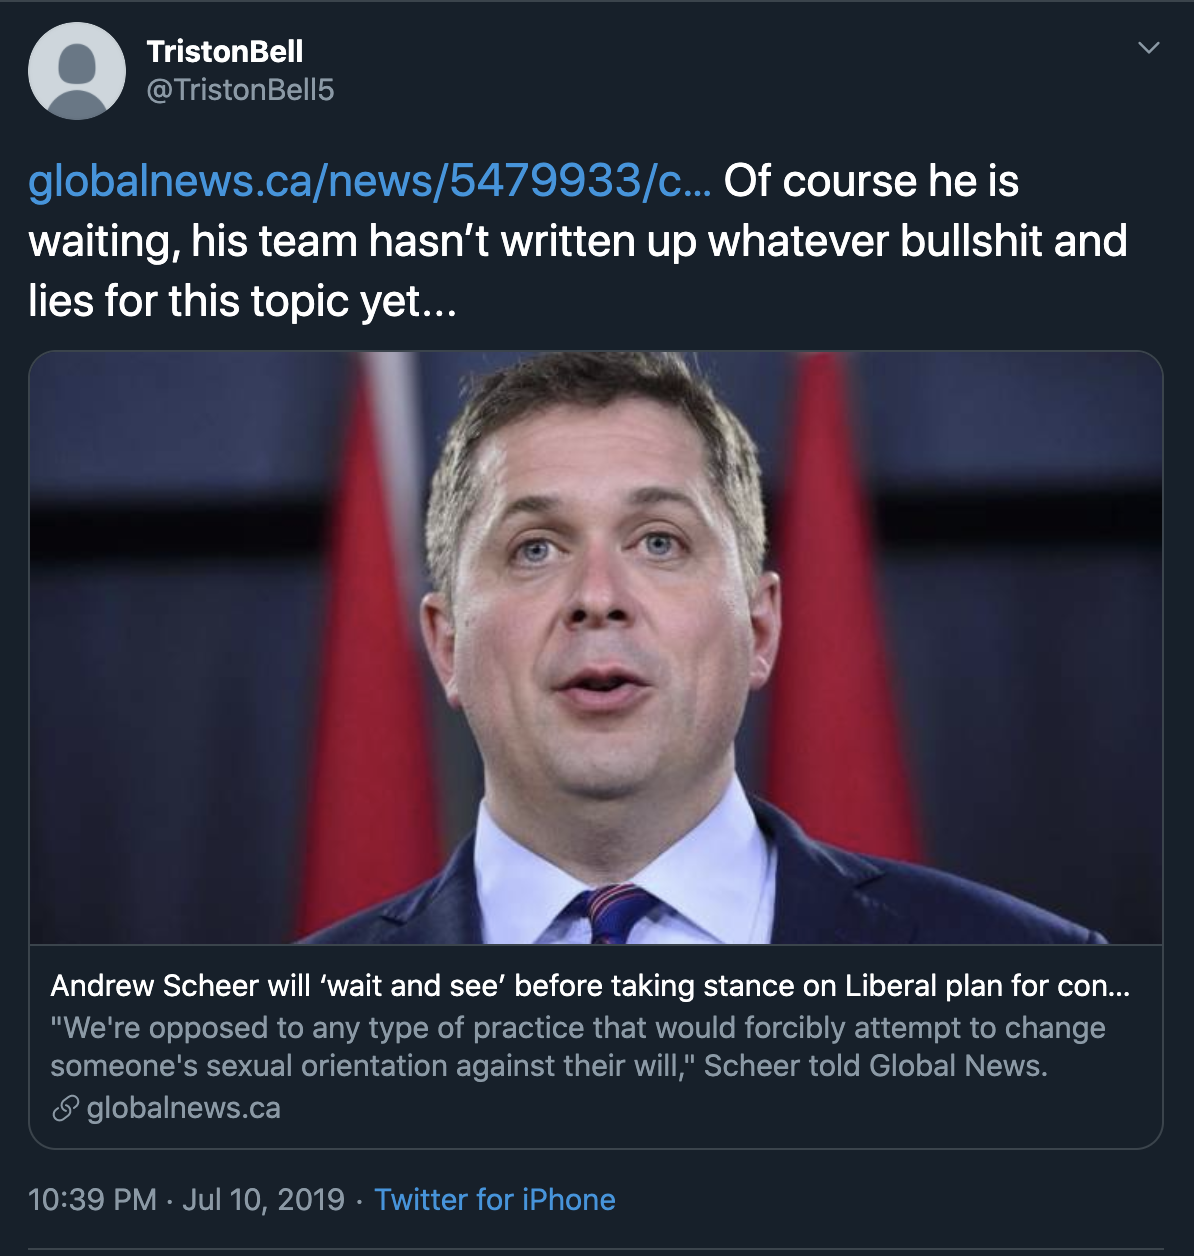 TristonBell
@TristonBell5
globalnews.ca/news/5479933/c... Of course he is
waiting, his team hasn’t written up whatever bullshit and
lies for this topic yet...
Andrew Scheer will ‘wait and see’ before taking stance on Liberal plan for con...
"We're opposed to any type of practice that would forcibly attempt to change
someone's sexual orientation against their will," Scheer told Global News.
globalnews.ca
10:39 PM · Jul 10, 2019 · Twitter for iPhone